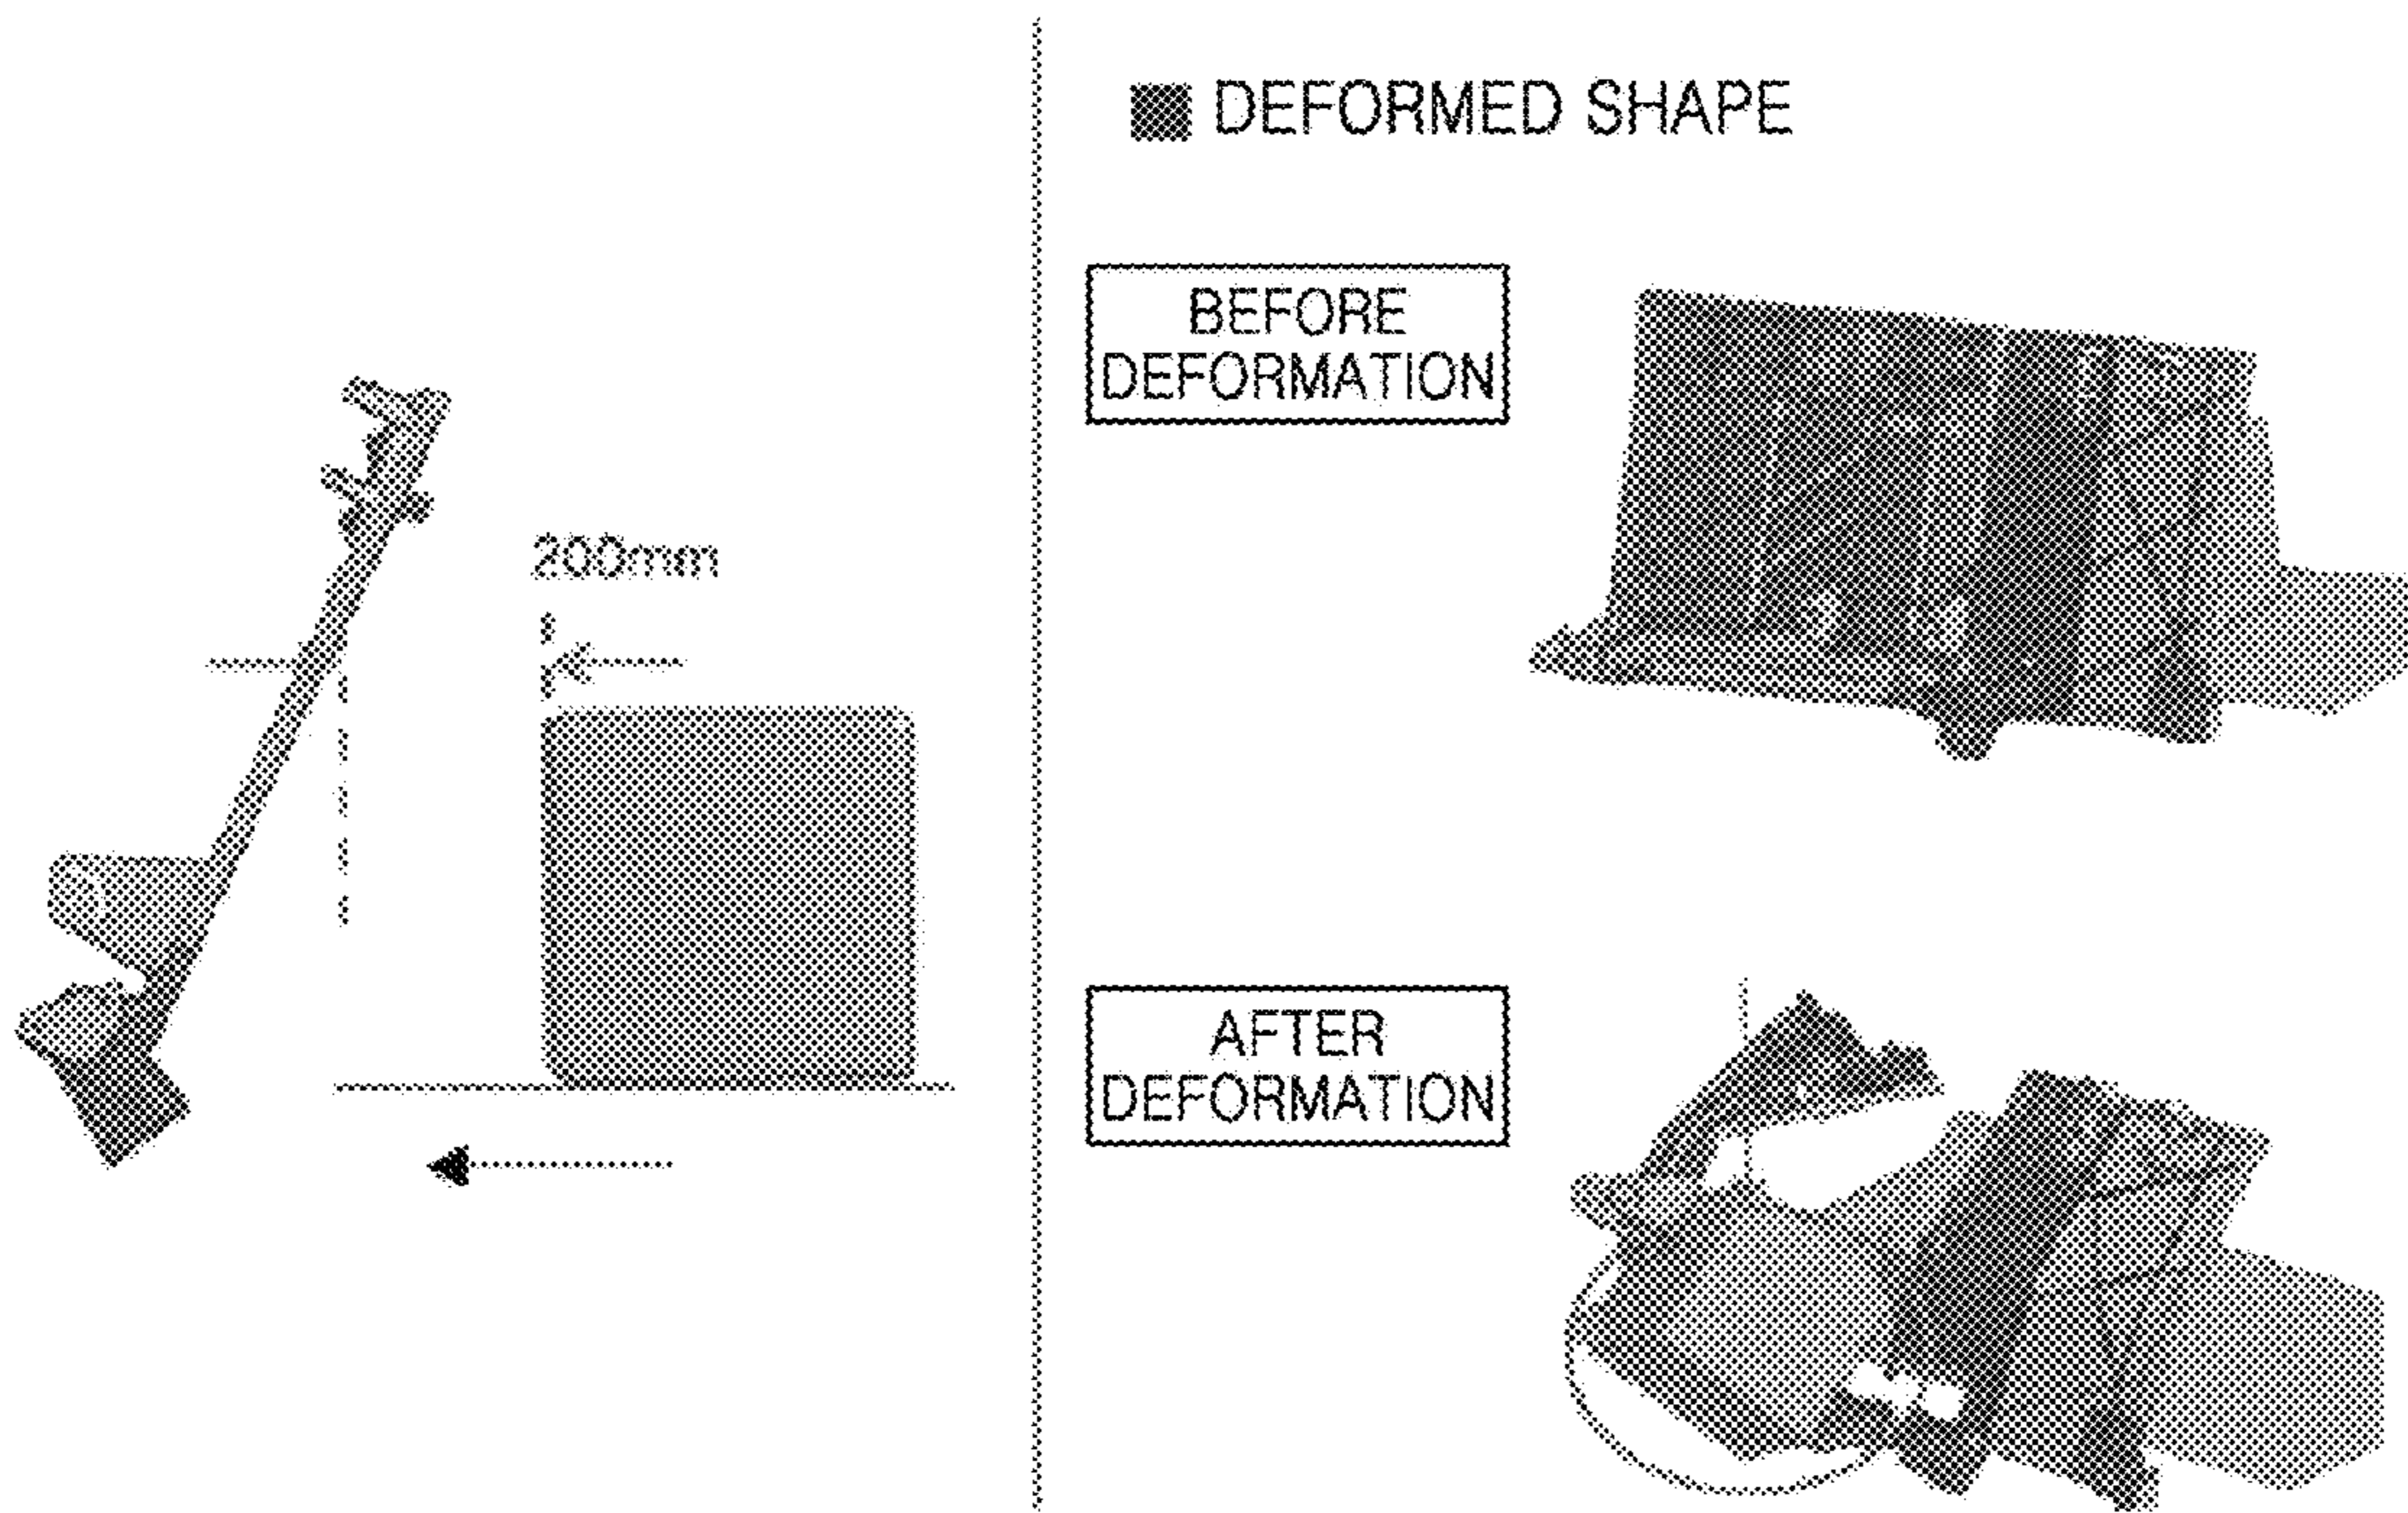 200mm
DEFORMED SHAPE
BEFORE
DEFORMATION
AFTER
DEFORMATION